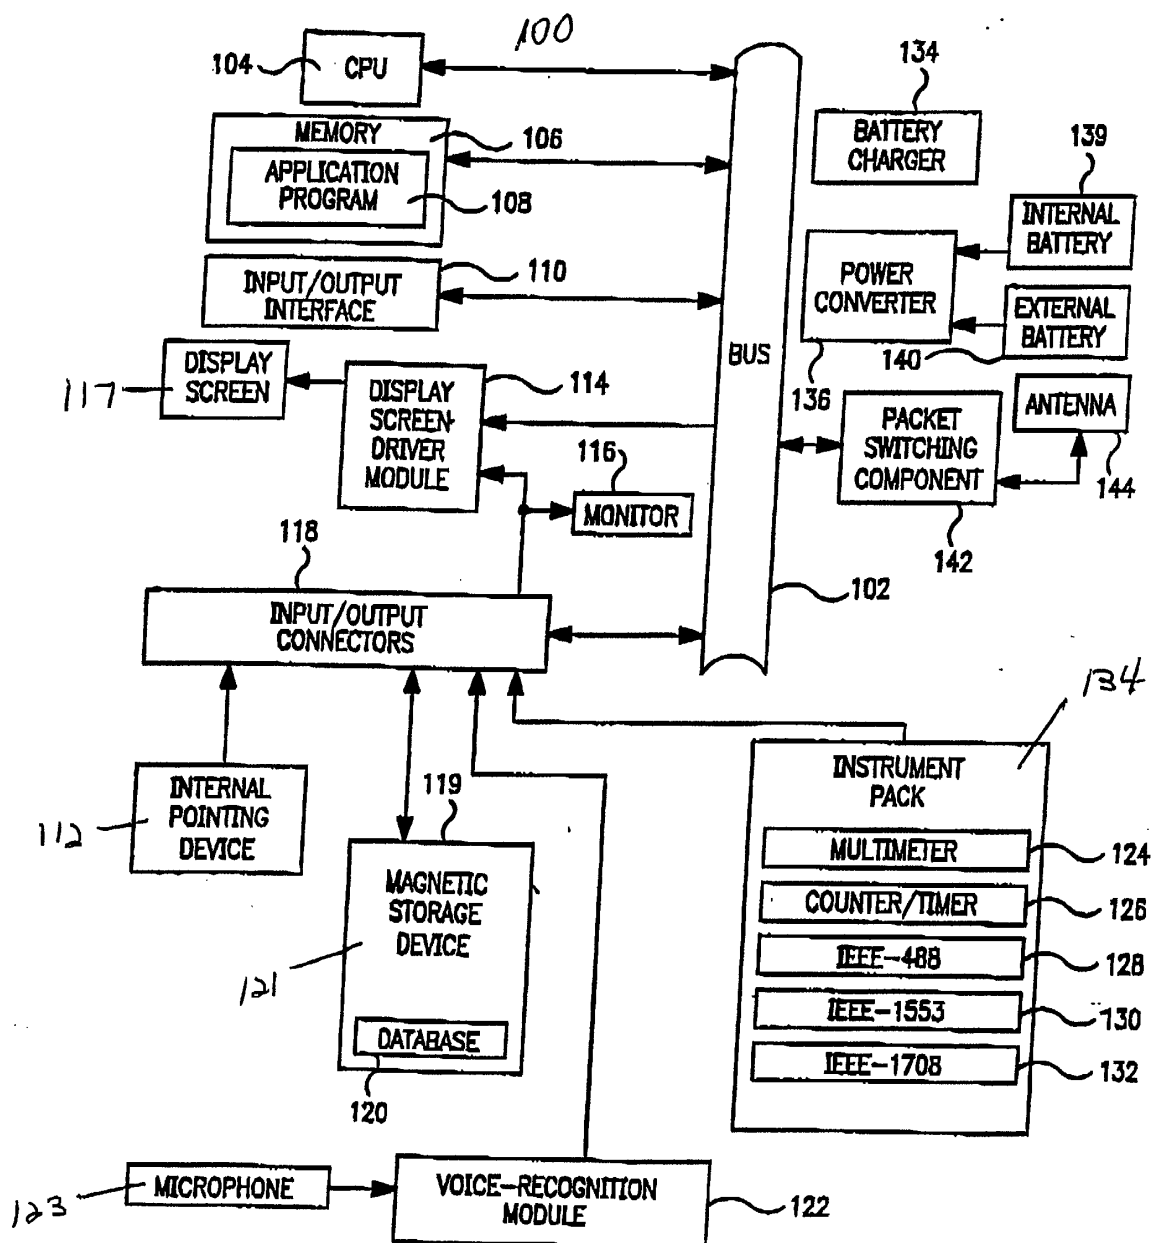 100
104
CPU
134
BATTERY
CHARGER
MEMORY
106
APPLICATION
PROGRAM
108
139
INTERNAL
BATTERY
INPUT/OUTPUT
INTERFACE
110
POWER
CONVERTER
136
EXTERNAL
BATTERY
140
BUS
117
DISPLAY
SCREEN
DISPLAY
SCREEN
DRIVER
MODULE
114
116
MONITOR
PACKET
SWITCHING
COMPONENT
142
ANTENNA
144
118
INPUT/OUTPUT
CONNECTORS
102
112
INTERNAL
POINTING
DEVICE
119
MAGNETIC
STORAGE
DEVICE
121
DATABASE
120
134
INSTRUMENT
PACK
MULTIMETER
124
COUNTER/TIMER
126
IEEE-488
128
IEEE-1553
130
IEEE-1708
132
123
MICROPHONE
VOICE-RECOGNITION
MODULE
122